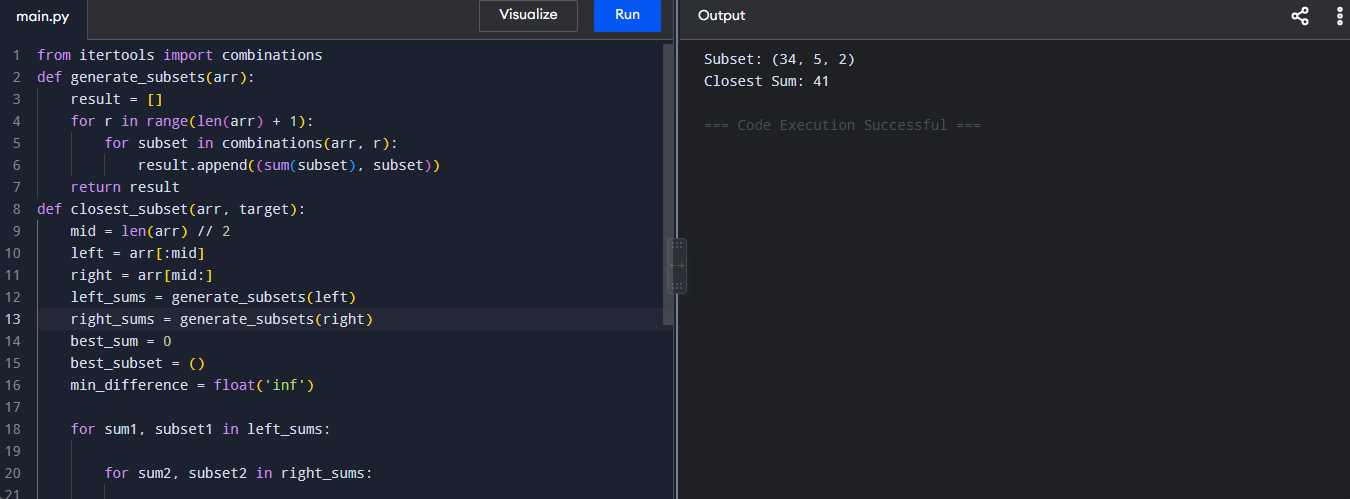 main.py
Visualize
Run
Output
1 from itertools import combinations
2 def generate_subsets(arr):
3     result = []
4     for r in range(len(arr) + 1):
5         for subset in combinations(arr, r):
6             result.append((sum(subset), subset))
7     return result
8 def closest_subset(arr, target):
9     mid = len(arr) // 2
10     left = arr[:mid]
11     right = arr[mid:]
12     left_sums = generate_subsets(left)
13     right_sums = generate_subsets(right)
14     best_sum = 0
15     best_subset = ()
16     min_difference = float('inf')
17
18     for sum1, subset1 in left_sums:
19
20         for sum2, subset2 in right_sums:
21
Subset: (34, 5, 2)
Closest Sum: 41
=== Code Execution Successful ===